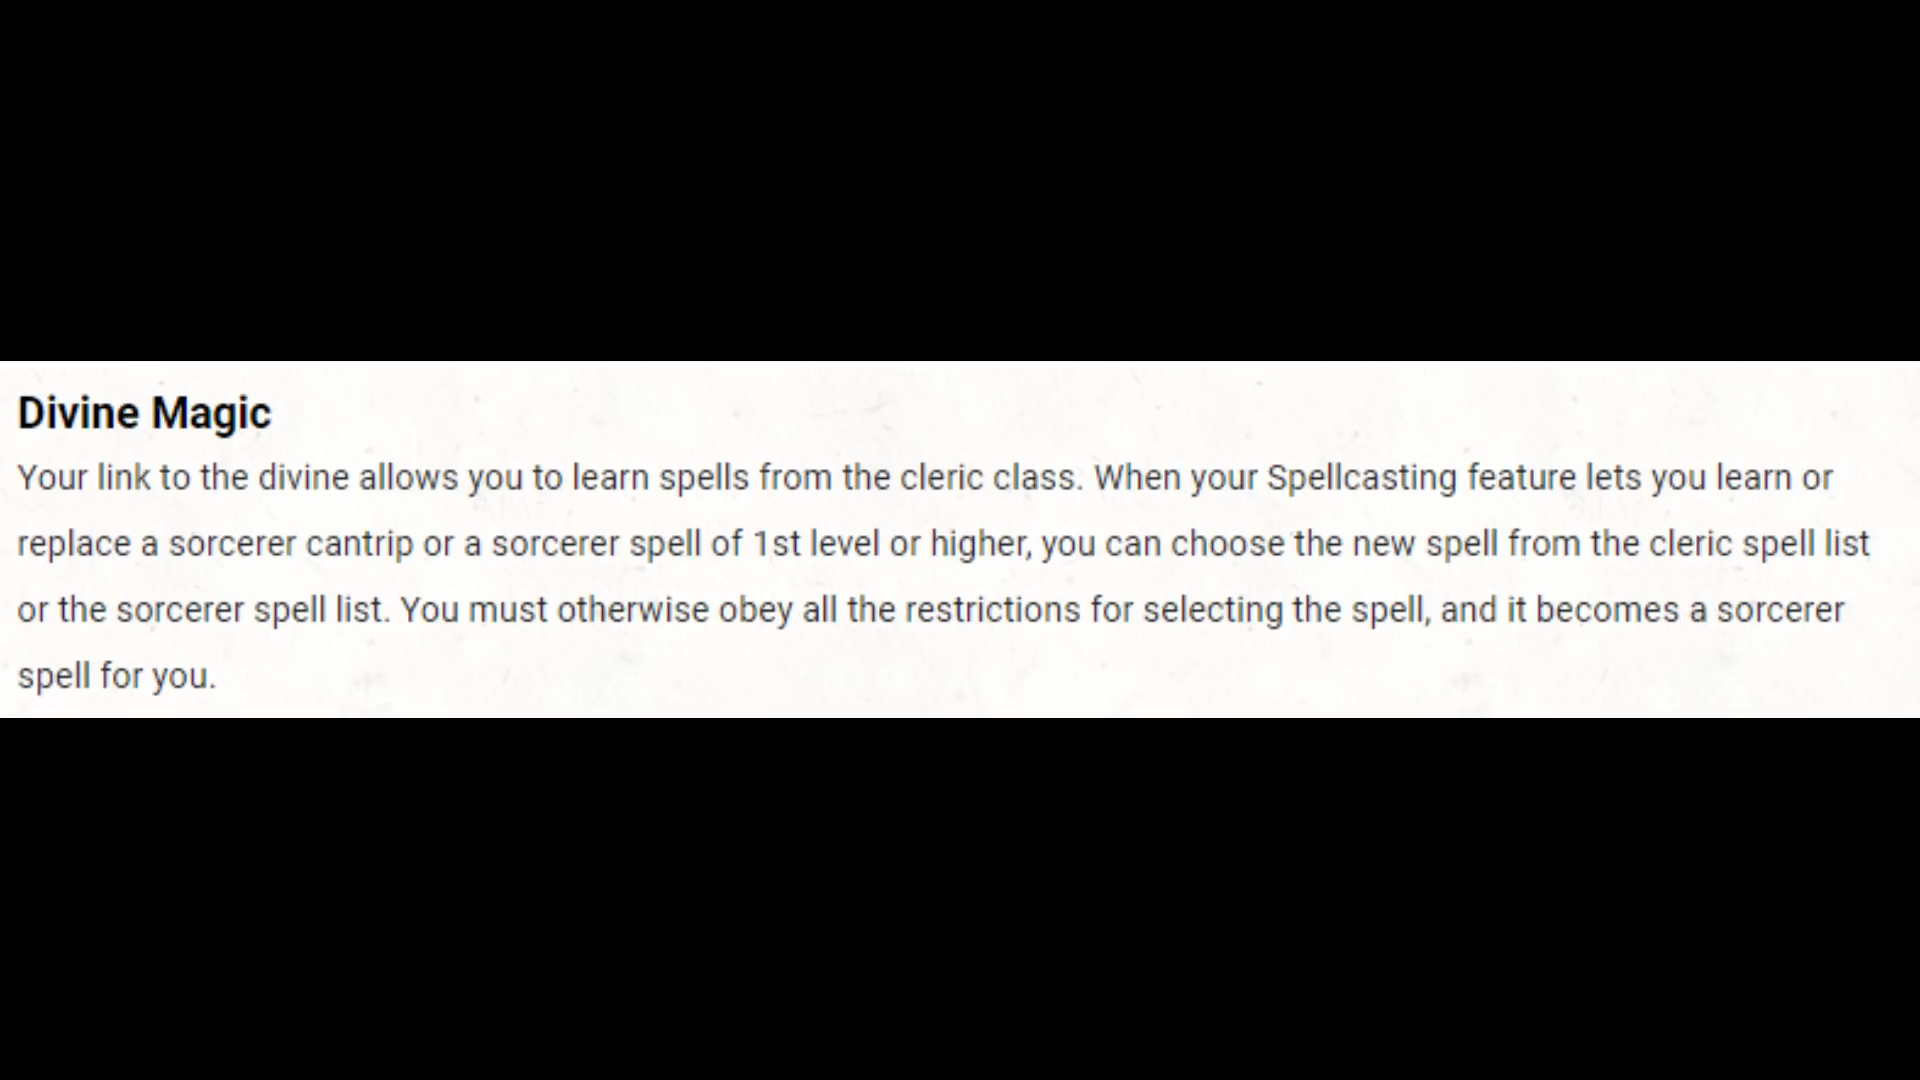 Divine Magic
Your link to the divine allows you to learn spells from the cleric class. When your Spellcasting feature lets you learn or
replace a sorcerer cantrip or a sorcerer spell of 1st level or higher, you can choose the new spell from the cleric spell list
or the sorcerer spell list. You must otherwise obey all the restrictions for selecting the spell, and it becomes a sorcerer
spell for you.